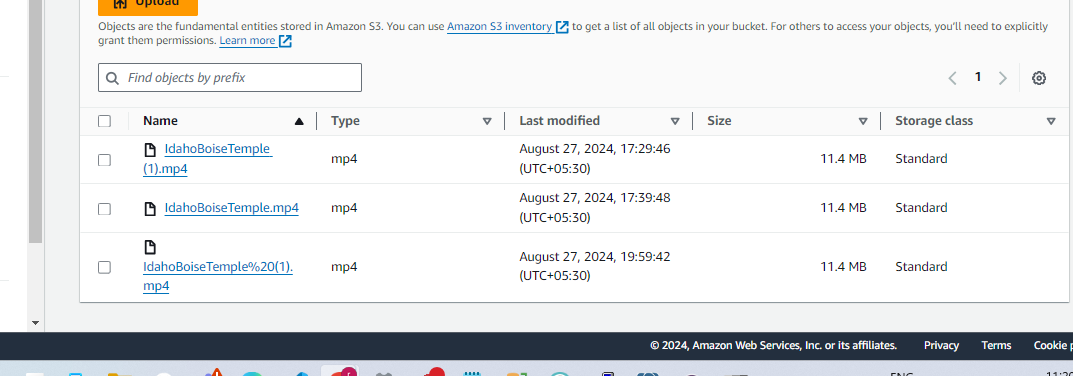 Upload
Objects are the fundamental entities stored in Amazon S3. You can use Amazon S3 inventory to get a list of all objects in your bucket. For others to access your objects, you'll need to explicitly
grant them permissions. Learn more
Find objects by prefix
1
Name Type Last modified Size Storage class
IdahoBoiseTemple
(1).mp4
mp4
August 27, 2024, 17:29:46
(UTC+05:30)
11.4 MB
Standard
IdahoBoiseTemple.mp4
mp4
August 27, 2024, 17:39:48
(UTC+05:30)
11.4 MB
Standard
IdahoBoiseTemple%20(1).
mp4
mp4
August 27, 2024, 19:59:42
(UTC+05:30)
11.4 MB
Standard
© 2024, Amazon Web Services, Inc. or its affiliates. Privacy Terms Cookie